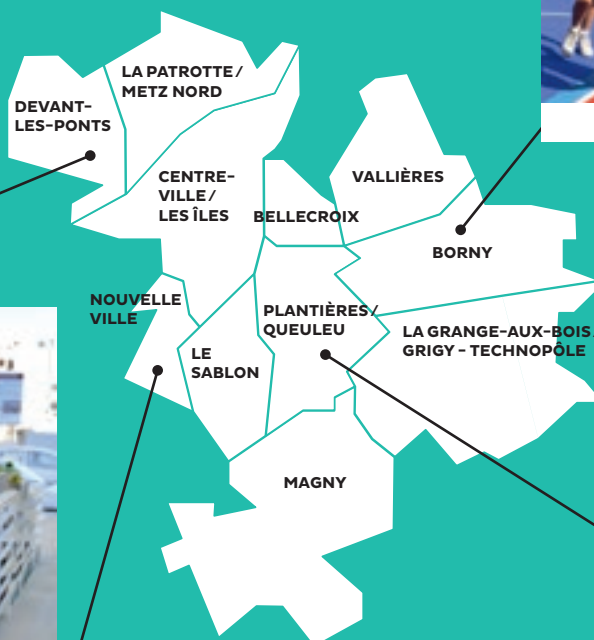 LA PATROTTE /
METZ NORD
DEVANT-
LES-PONTS
CENTRE-
VILLE /
LES ÎLES
VALLIÈRES
BELLECROIX
BORNY
NOUVELLE
VILLE
PLANTIÈRES /
QUEULEU
LA GRANGE-AUX-BOIS /
GRIGY - TECHNOPÔLE
LE
SABLON
MAGNY